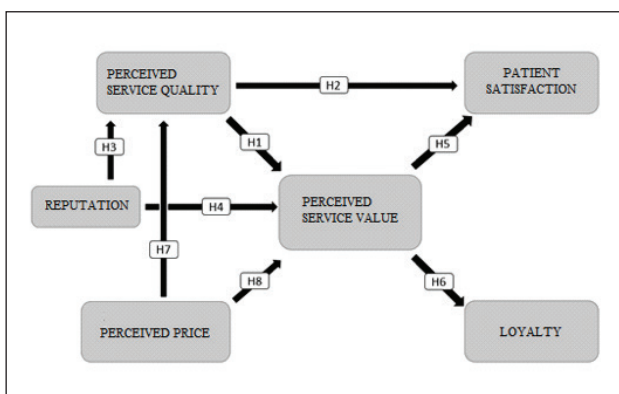 PERCEIVED
SERVICE QUALITY
H2
PATIENT
SATISFACTION
H3
H1
H5
REPUTATION
H4
PERCEIVED
SERVICE VALUE
H7
H8
H6
PERCEIVED PRICE
LOYALTY